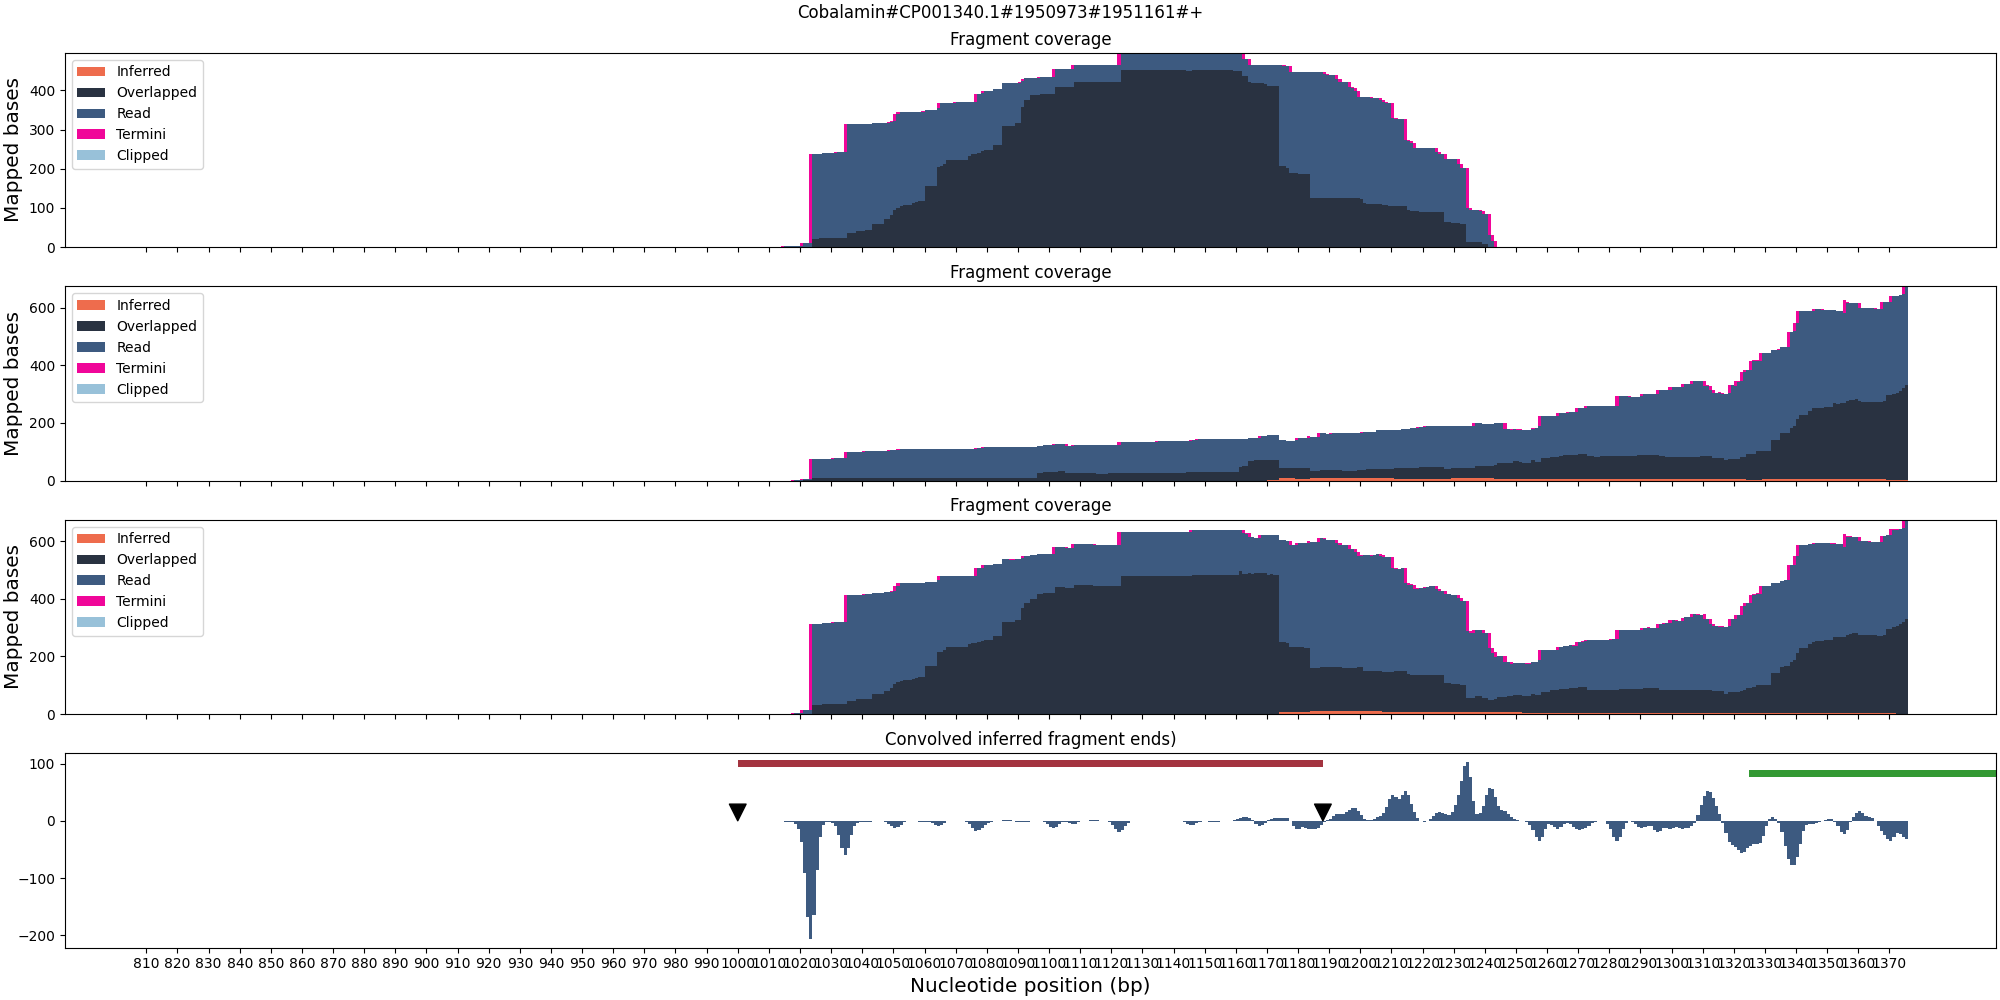 Cobalamin#CP001340.1#1950973#1951161#+
Fragment coverage
Mapped bases
400
300
200
100
0
Inferred
Overlapped
Read
Termini
Clipped
Fragment coverage
Mapped bases
600
400
200
0
Inferred
Overlapped
Read
Termini
Clipped
Fragment coverage
Mapped bases
600
400
200
0
Inferred
Overlapped
Read
Termini
Clipped
Convolved inferred fragment ends)
100
0
−100
−200
810 820 830 840 850 860 870 880 890 900 910 920 930 940 950 960 970 980 990 1000 1010 1020 1030 1040 1050 1060 1070 1080 1090 1100 1110 1120 1130 1140 1150 1160 1170 1180 1190 1200 1210 1220 1230 1240 1250 1260 1270 1280 1290 1300 1310 1320 1330 1340 1350 1360 1370
Nucleotide position (bp)